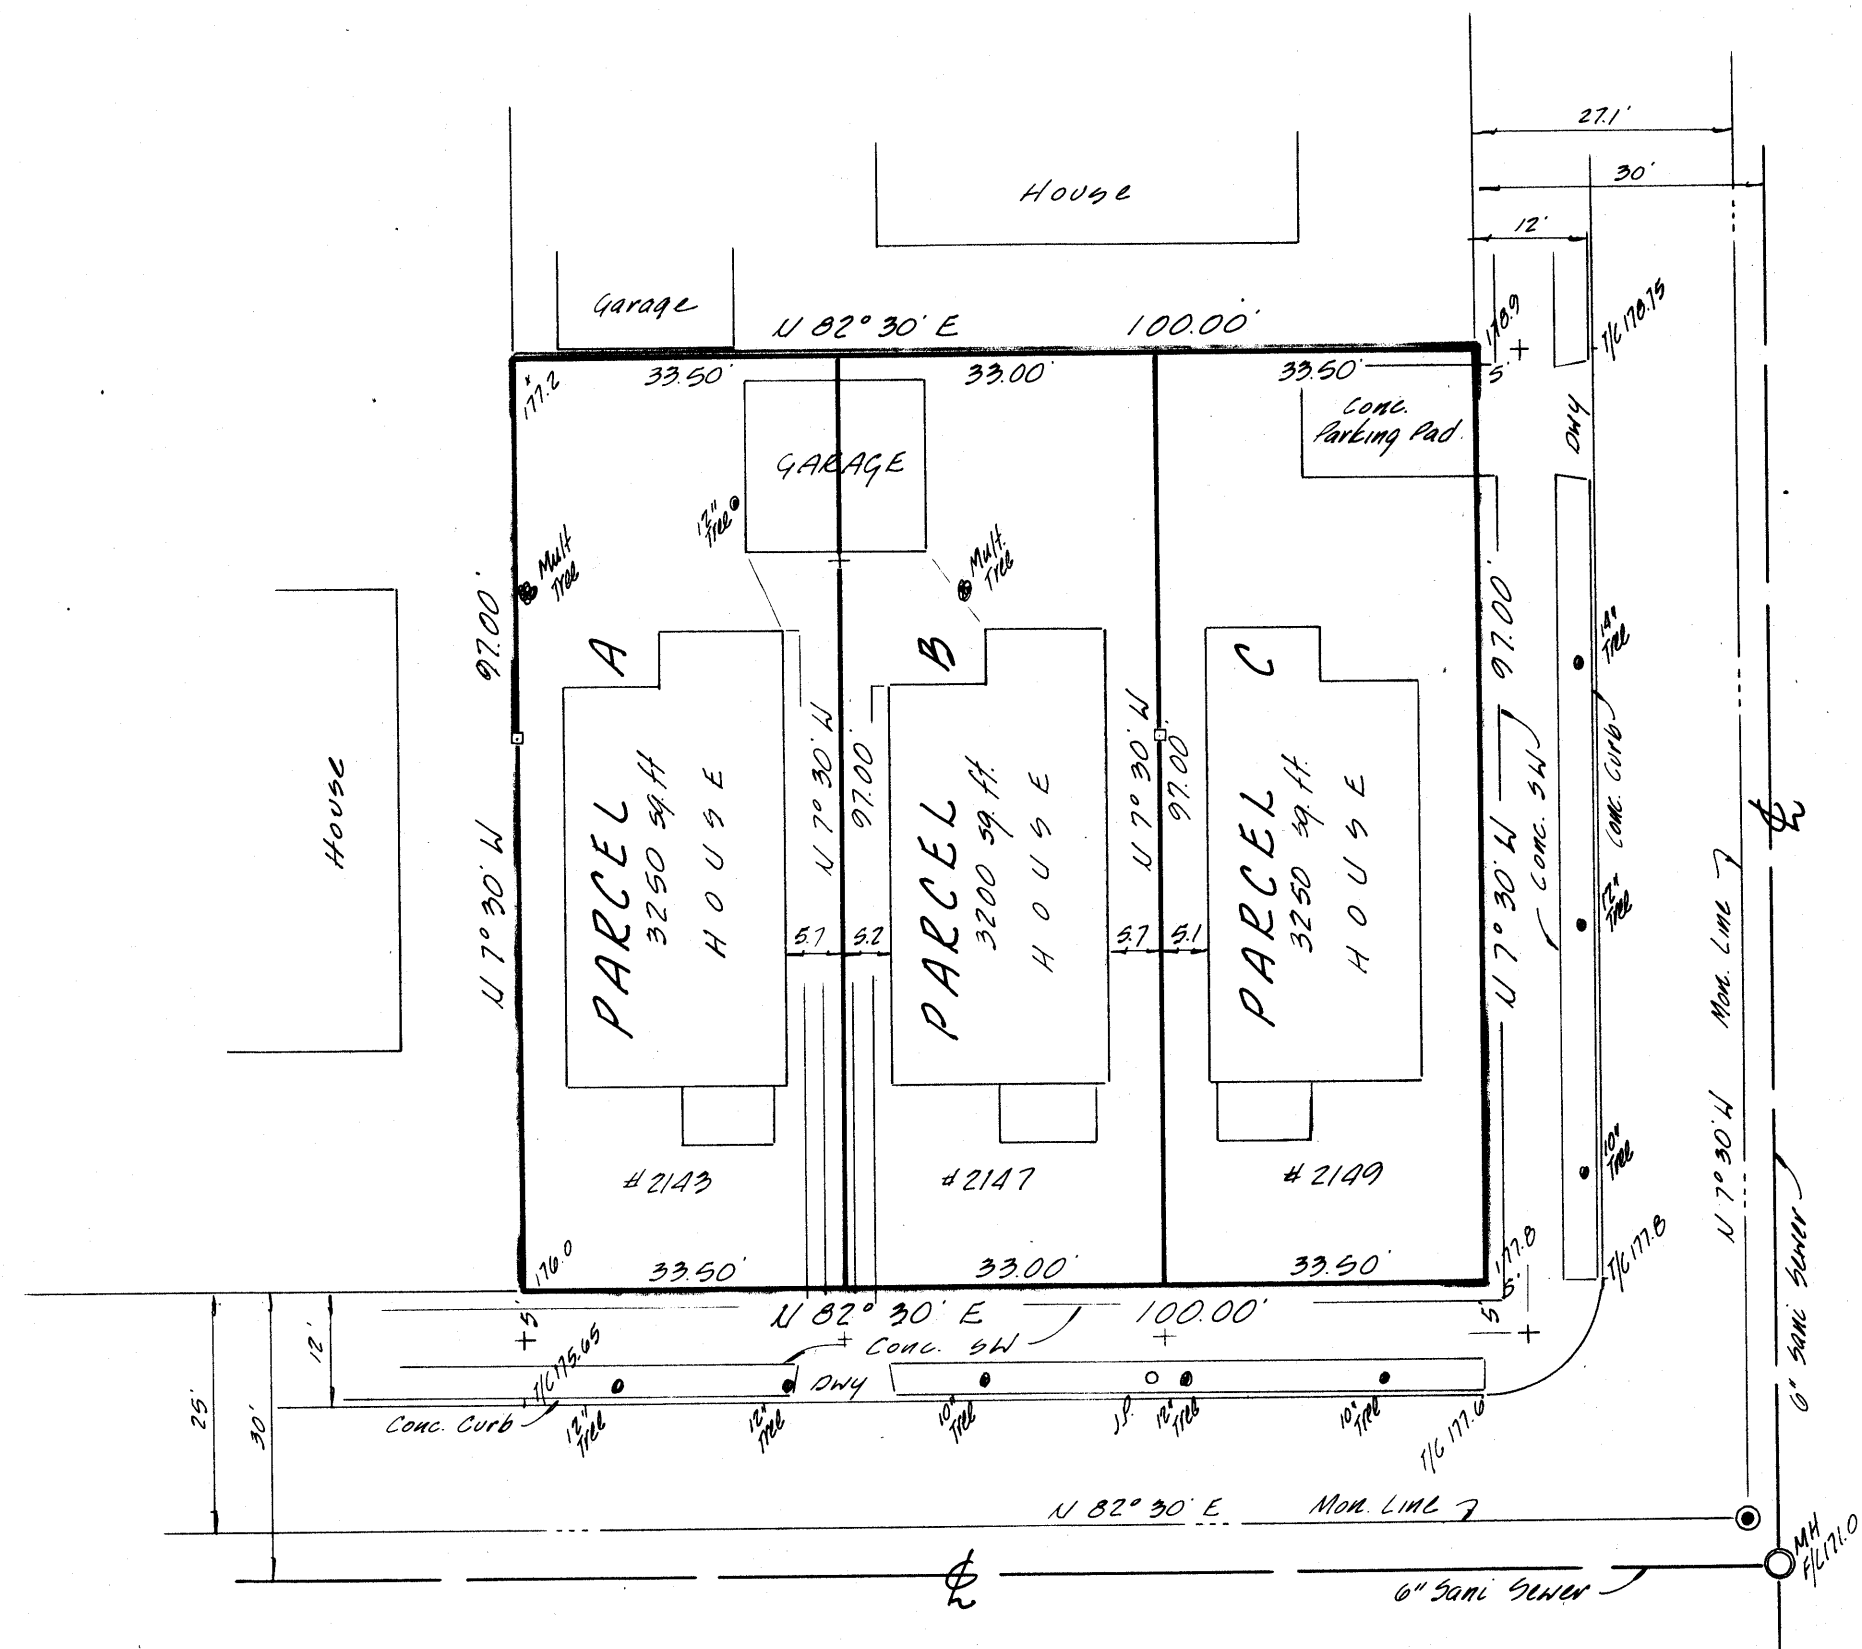 27.1'
30'
House
12'
Garage
N 82° 30' E 100.00'
178.9
T/C 178.75
177.2
33.50'
33.00'
33.50'
5'
Conc.
Parking Pad
DWY
GARAGE
12"
Tree
Mult
Tree
Mult.
Tree
97.00'
N 7° 30' W
House
PARCEL A
3250 sq.ft
HOUSE
N 7° 30' W
97.00'
PARCEL B
3200 sq.ft.
HOUSE
N 7° 30' W
97.00'
PARCEL C
3250 sq.ft.
HOUSE
97.00'
N 7° 30' W
Conc. SW
Conc. Curb
14"
Tree
12"
Tree
10"
Tree
Mon. Line
N 7° 30' W
℄
6" Sani Sewer
5.7
5.2
5.7
5.1
#2143
#2147
#2149
176.0
33.50'
33.00'
33.50'
177.8
5'
T/C 177.8
N 82° 30' E 100.00'
5'
5'
Conc. SW
12'
25'
30'
T/C 175.65
DWY
Conc. Curb
12"
Tree
12"
Tree
10"
Tree
J.P.
12"
Tree
10"
Tree
T/C 177.6
N 82° 30' E Mon. Line
℄
6" Sani Sewer
MH
F/L 171.0